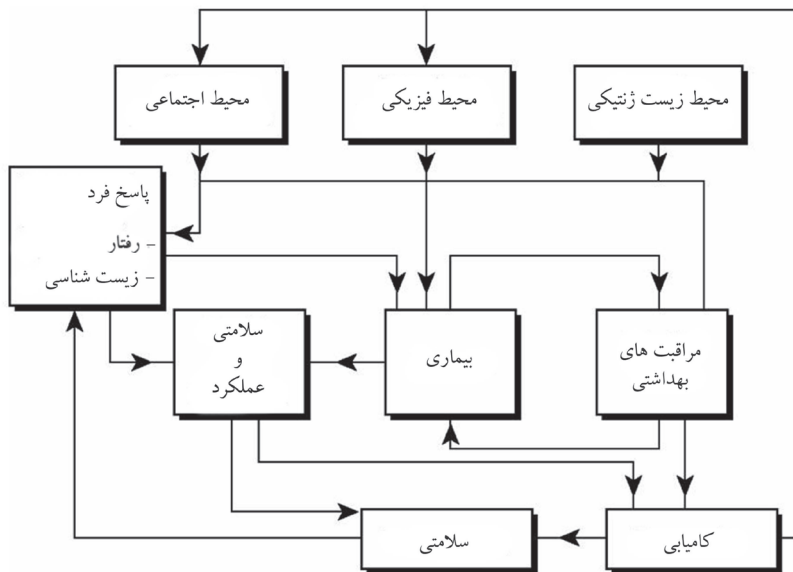 محیط اجتماعی
محیط فیزیکی
محیط زیست ژنتیکی
پاسخ فرد
- رفتار
- زیست شناسی
سلامتی
و
عملکرد
بیماری
مراقبت های
بهداشتی
سلامتی
کامیابی